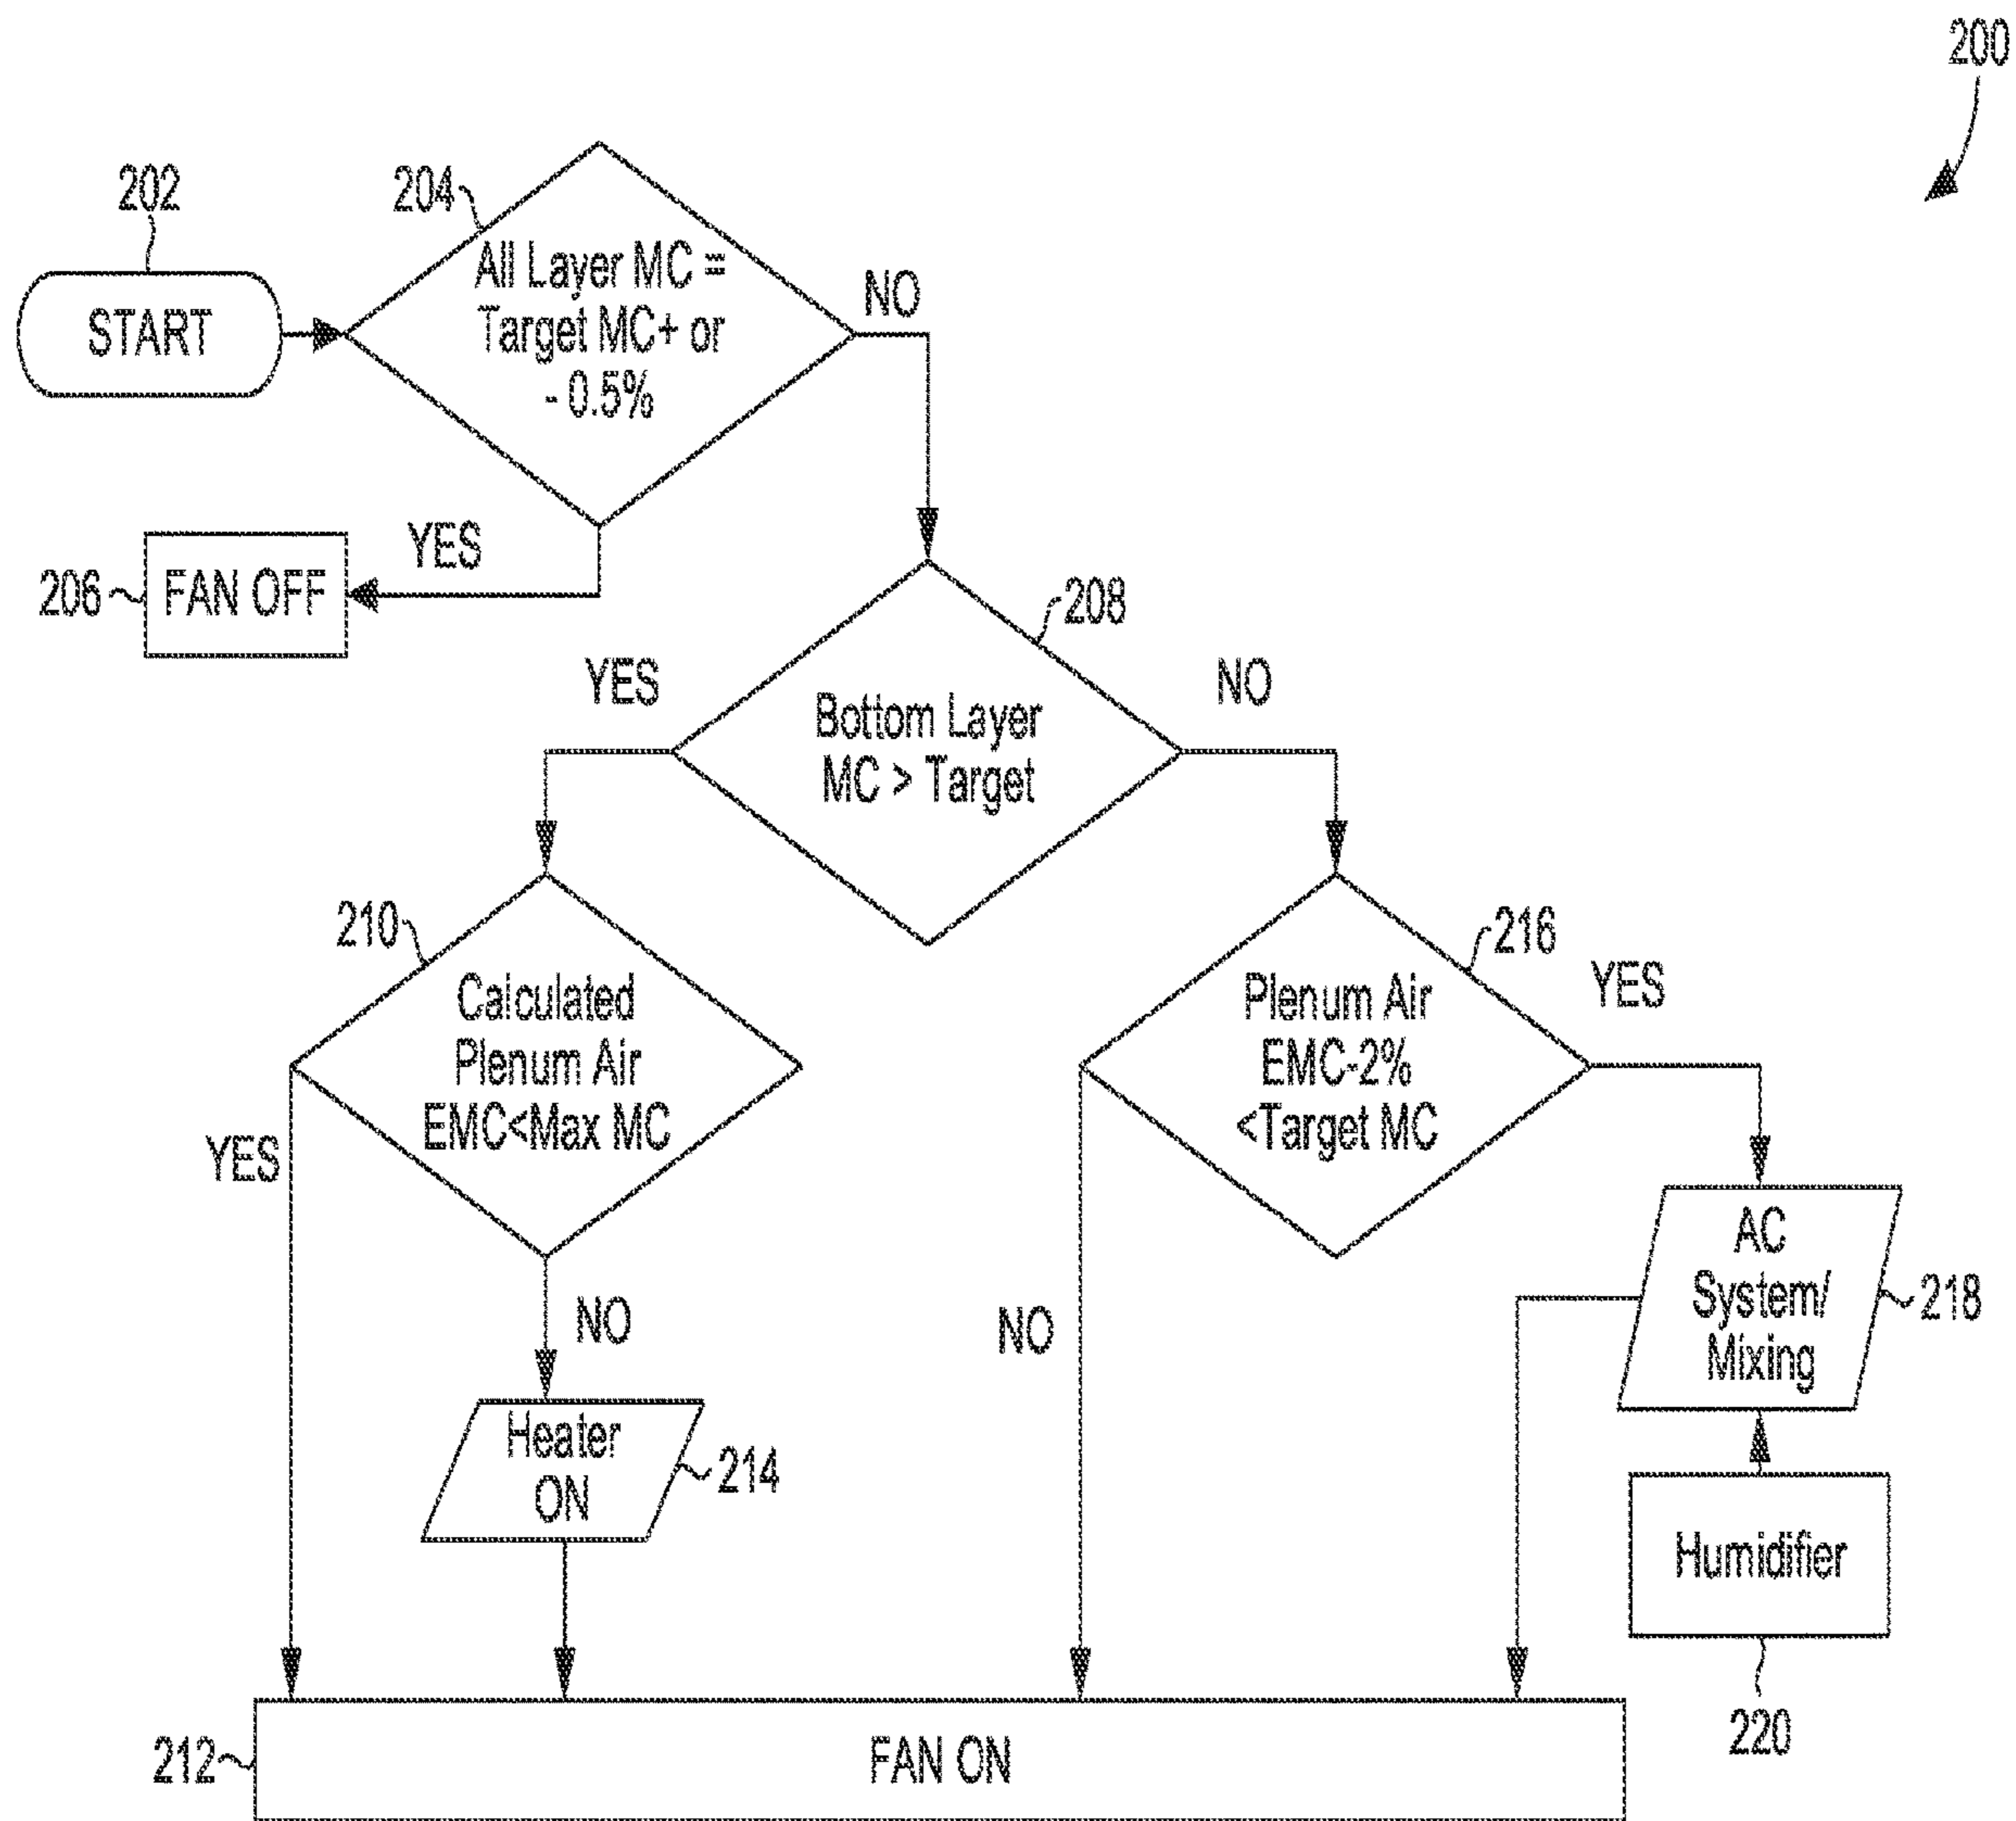 200
202
START
204
All Layer MC =
Target MC+ or
- 0.5%
NO
YES
206
FAN OFF
208
YES
Bottom Layer
MC > Target
NO
210
Calculated
Plenum Air
EMC<Max MC
YES
NO
216
Plenum Air
EMC-2%
<Target MC
YES
NO
AC
System/
Mixing
218
Heater
ON
214
Humidifier
220
212
FAN ON